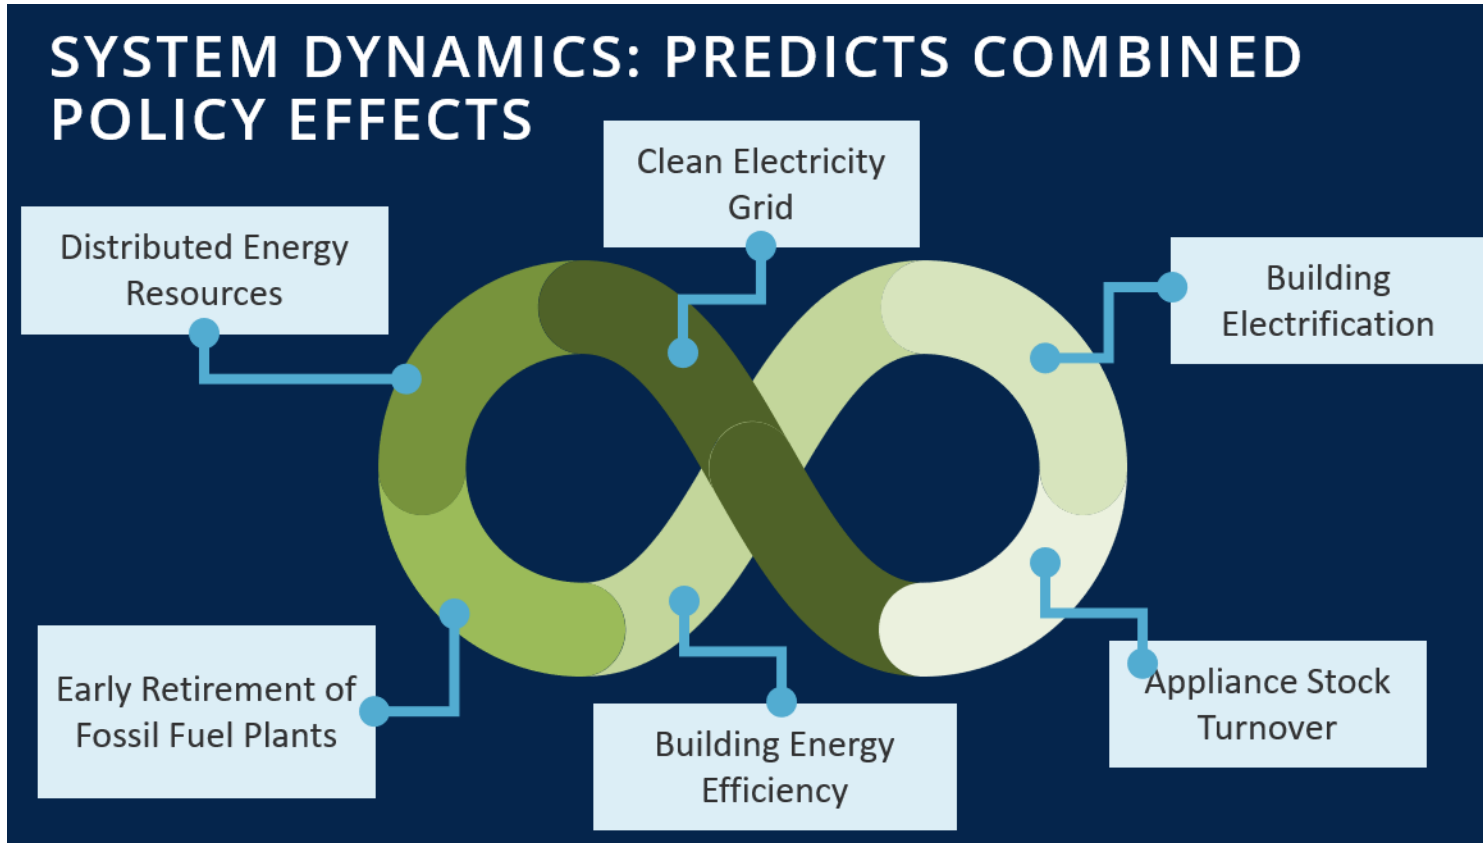 SYSTEM DYNAMICS: PREDICTS COMBINED
POLICY EFFECTS
Clean Electricity
Grid
Distributed Energy
Resources
Building
Electrification
Early Retirement of
Fossil Fuel Plants
Building Energy
Efficiency
Appliance Stock
Turnover